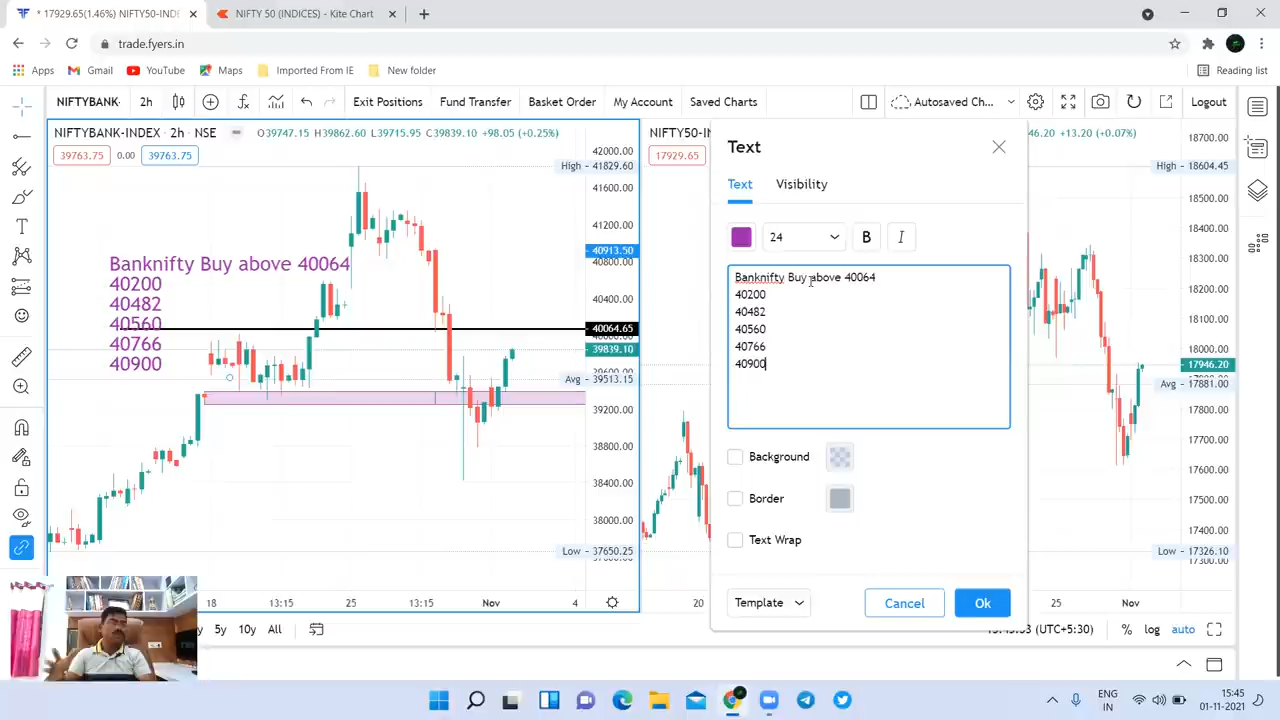 * 17929.65(1.46%) NIFTY50-INDE
NIFTY 50 (INDICES) - Kite Chart
trade.fyers.in
Apps
Gmail
YouTube
Maps
Imported From IE
New folder
Reading list
NIFTYBANK-
2h
Exit Positions
Fund Transfer
Basket Order
My Account
Saved Charts
Autosaved Ch...
Logout
NIFTYBANK-INDEX • 2h • NSE
O39747.15 H39862.60 L39715.95 C39839.10 +98.05 (+0.25%)
39763.75
0.00
39763.75
High - 41829.60
42000.00
41600.00
41200.00
40913.50
40800.00
40400.00
40064.65
39839.10
39600.00
Avg - 39513.15
39200.00
38800.00
38400.00
38000.00
Low - 37650.25
Banknifty Buy above 40064
40200
40482
40560
40766
40900
18
13:15
25
13:15
Nov
4
NIFTY50-
17929.65
46.20 +13.20 (+0.07%)
Text
Text
Visibility
24
B
I
Banknifty Buy above 40064
40200
40482
40560
40766
40900
Background
Border
Text Wrap
Template
Cancel
Ok
18700.00
High - 18604.45
18500.00
18400.00
18300.00
18200.00
18100.00
18000.00
17946.20
Avg - 17881.00
17800.00
17700.00
17600.00
17500.00
17400.00
Low - 17326.10
17300.00
20
25
Nov
5y
10y
All
(UTC+5:30)
%
log
auto
ENG
IN
15:45
01-11-2021